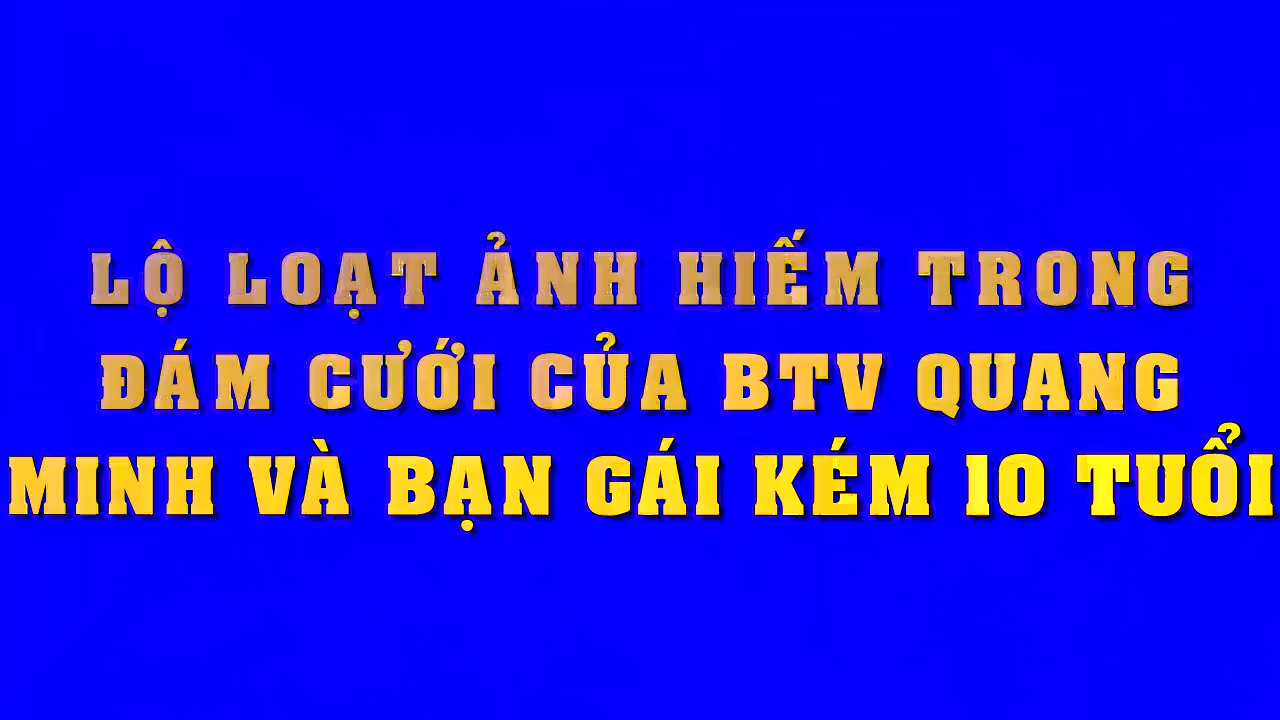 LỘ LOẠT ẢNH HIẾM TRONG
ĐÁM CƯỚI CỦA BTV QUANG
MINH VÀ BẠN GÁI KÉM 10 TUỔI